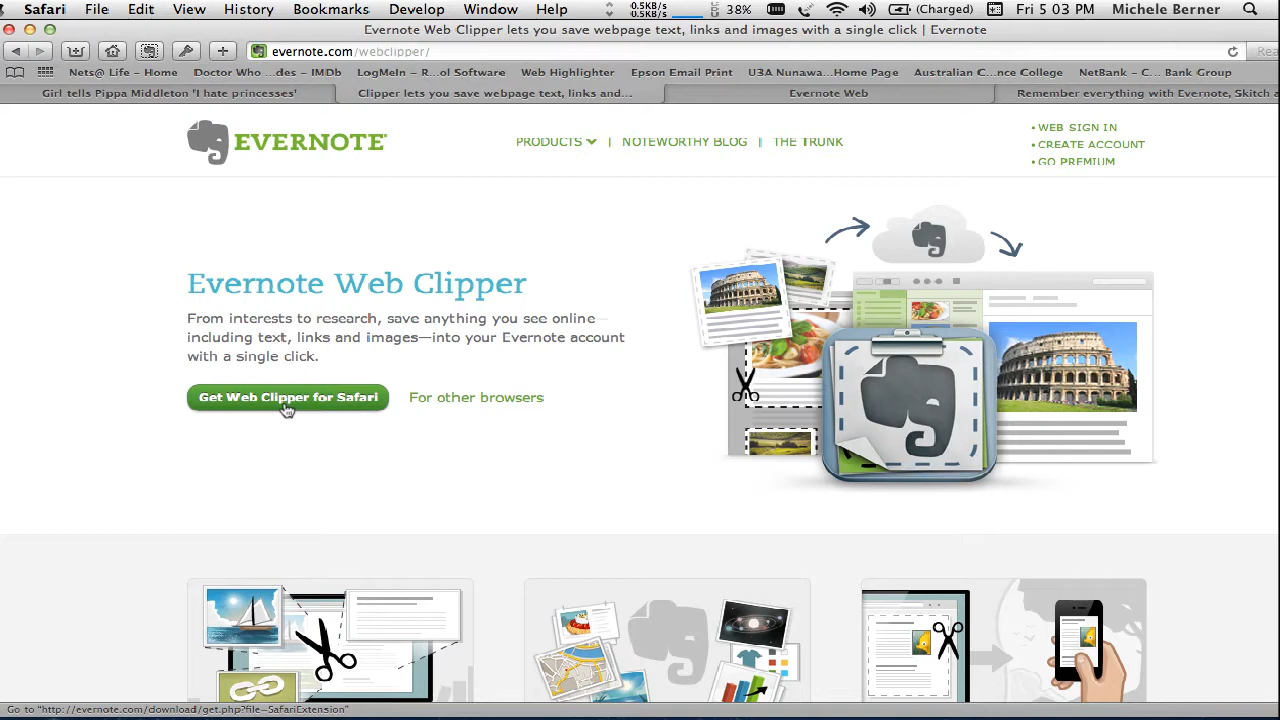 Safari File Edit View History Bookmarks Develop Window Help 0.5KB/s 0.5KB/s 38% (Charged) Fri 5 03 PM Michele Berner
Evernote Web Clipper lets you save webpage text, links and images with a single click | Evernote
evernote.com/webclipper/ Rea
Nets@ Life – Home Doctor Who ...des – IMDb LogMeIn – R...ol Software Web Highlighter Epson Email Print U3A Nunawa...Home Page Australian C...nce College NetBank – C... Bank Group
Girl tells Pippa Middleton 'I hate princesses' Clipper lets you save webpage text, links and... Evernote Web Remember everything with Evernote, Skitch a
EVERNOTE
PRODUCTS | NOTEWORTHY BLOG || THE TRUNK
• WEB SIGN IN
• CREATE ACCOUNT
• GO PREMIUM
Evernote Web Clipper
From interests to research, save anything you see online—
including text, links and images—into your Evernote account
with a single click.
Get Web Clipper for Safari For other browsers
Go to "http://evernote.com/download/get.php?file=SafariExtension"